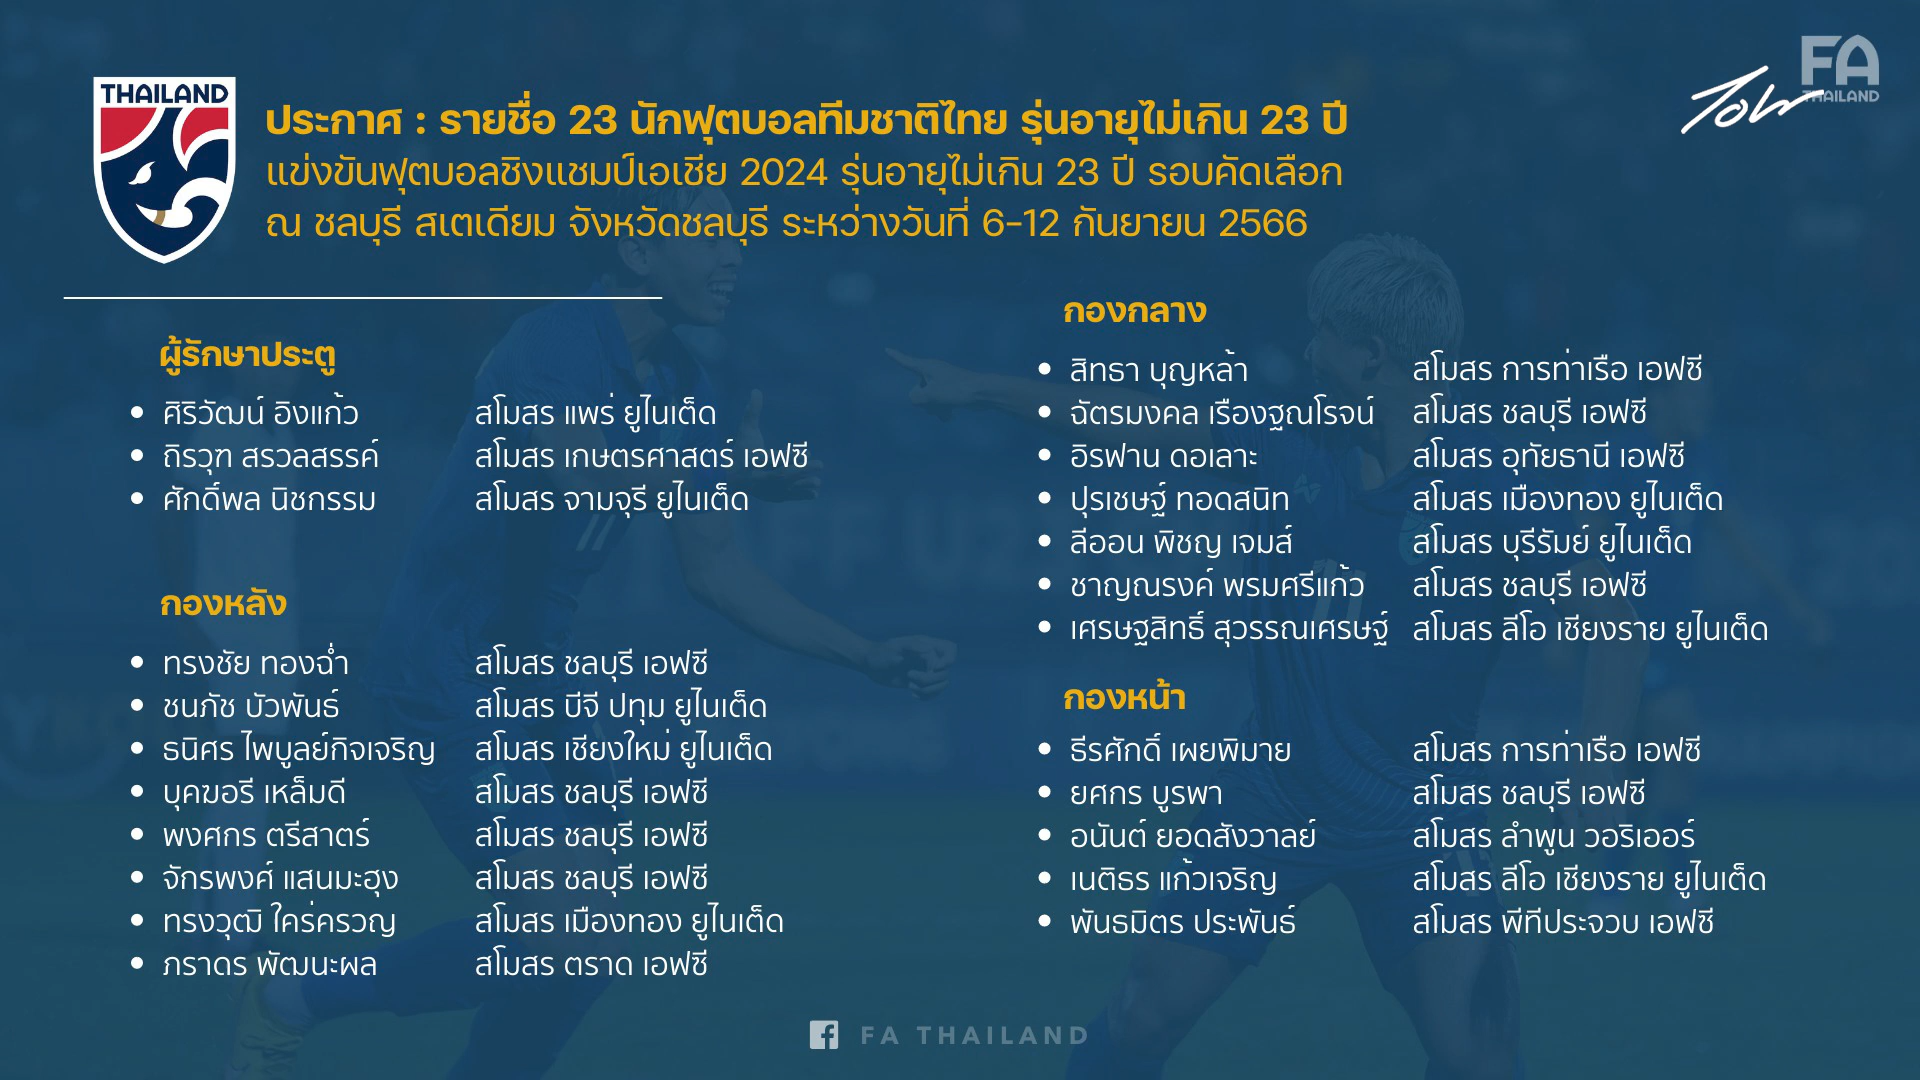 THAILAND
ประกาศ : รายชื่อ 23 นักฟุตบอลทีมชาติไทย รุ่นอายุไม่เกิน 23 ปี
แข่งขันฟุตบอลชิงแชมป์เอเชีย 2024 รุ่นอายุไม่เกิน 23 ปี รอบคัดเลือก
ณ ชลบุรี สเตเดียม จังหวัดชลบุรี ระหว่างวันที่ 6-12 กันยายน 2566
FA
THAILAND
ผู้รักษาประตู
• ศิริวัฒน์ อิงแก้ว สโมสร แพร่ ยูไนเต็ด
• ถิรวุฑ สรวลสรรค์ สโมสร เกษตรศาสตร์ เอฟซี
• ศักดิ์พล นิชกรรม สโมสร จามจุรี ยูไนเต็ด
กองหลัง
• ทรงชัย ทองฉ่ำ สโมสร ชลบุรี เอฟซี
• ชนภัช บัวพันธ์ สโมสร บีจี ปทุม ยูไนเต็ด
• ธนิศร ไพบูลย์กิจเจริญ สโมสร เชียงใหม่ ยูไนเต็ด
• บุคฆอรี เหล็มดี สโมสร ชลบุรี เอฟซี
• พงศกร ตรีสาตร์ สโมสร ชลบุรี เอฟซี
• จักรพงศ์ แสนมะฮุง สโมสร ชลบุรี เอฟซี
• ทรงวุฒิ ใคร่ครวญ สโมสร เมืองทอง ยูไนเต็ด
• ภราดร พัฒนะผล สโมสร ตราด เอฟซี
กองกลาง
• สิทธา บุญหล้า สโมสร การท่าเรือ เอฟซี
• ฉัตรมงคล เรืองฐณโรจน์ สโมสร ชลบุรี เอฟซี
• อิรฟาน ดอเลาะ สโมสร อุทัยธานี เอฟซี
• ปุรเชษฐ์ ทอดสนิท สโมสร เมืองทอง ยูไนเต็ด
• ลีออน พิชญ เจมส์ สโมสร บุรีรัมย์ ยูไนเต็ด
• ชาญณรงค์ พรมศรีแก้ว สโมสร ชลบุรี เอฟซี
• เศรษฐสิทธิ์ สุวรรณเศรษฐ์ สโมสร ลีโอ เชียงราย ยูไนเต็ด
กองหน้า
• ธีรศักดิ์ เผยพิมาย สโมสร การท่าเรือ เอฟซี
• ยศกร บูรพา สโมสร ชลบุรี เอฟซี
• อนันต์ ยอดสังวาลย์ สโมสร ลำพูน วอริเออร์
• เนติธร แก้วเจริญ สโมสร ลีโอ เชียงราย ยูไนเต็ด
• พันธมิตร ประพันธ์ สโมสร พีทีประจวบ เอฟซี
FA THAILAND